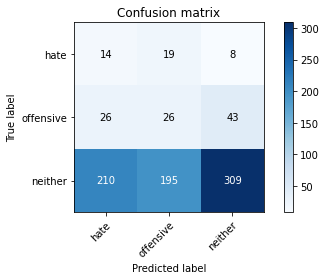 Confusion matrix
hate 14 19 8
offensive 26 26 43
neither 210 195 309
hate offensive neither
True label
Predicted label
300
250
200
150
100
50